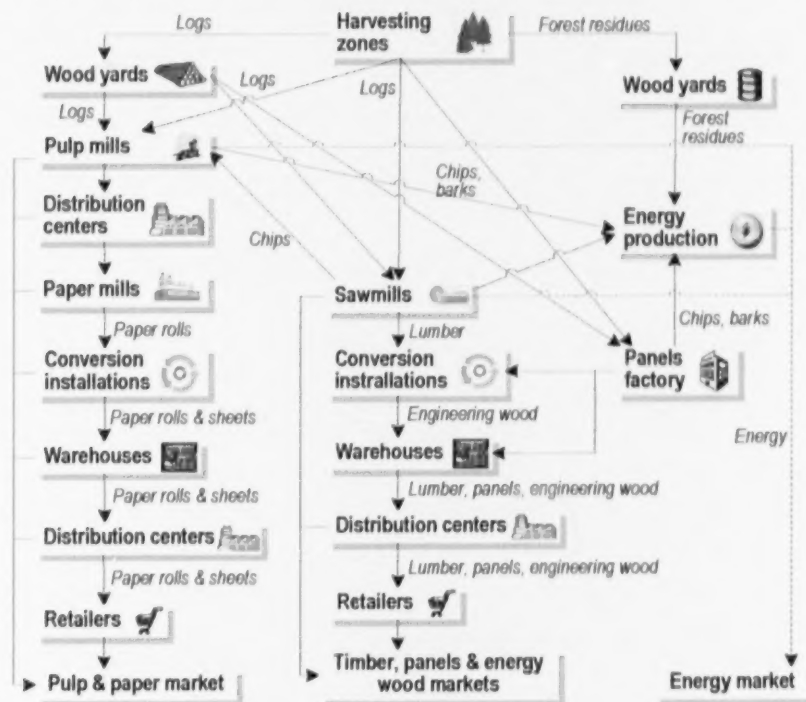 Logs
Harvesting
zones
Forest residues
Wood yards
Logs
Logs
Wood yards
Logs
Forest
residues
Pulp mills
Chips,
barks
Distribution
centers
Energy
production
Chips
Paper mills
Sawmills
Paper rolls
Lumber
Chips, barks
Conversion
installations
Conversion
instrallations
Panels
factory
Paper rolls & sheets
Engineering wood
Energy
Warehouses
Warehouses
Paper rolls & sheets
Lumber, panels, engineering wood
Distribution centers
Distribution centers
Paper rolls & sheets
Lumber, panels, engineering wood
Retailers
Retailers
Pulp & paper market
Timber, panels & energy
wood markets
Energy market